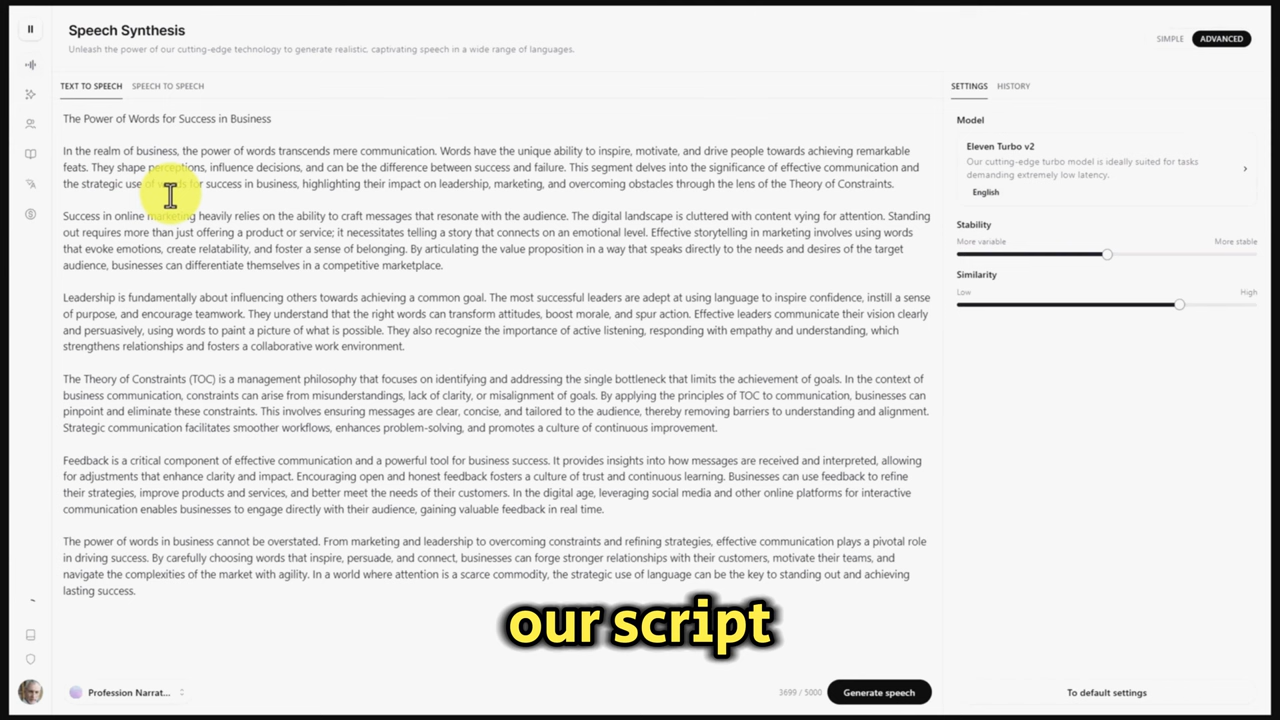 Speech Synthesis
Unleash the power of our cutting-edge technology to generate realistic, captivating speech in a wide range of languages.
SIMPLE ADVANCED
TEXT TO SPEECH SPEECH TO SPEECH
SETTINGS HISTORY
The Power of Words for Success in Business
In the realm of business, the power of words transcends mere communication. Words have the unique ability to inspire, motivate, and drive people towards achieving remarkable
feats. They shape perceptions, influence decisions, and can be the difference between success and failure. This segment delves into the significance of effective communication and
the strategic use of words for success in business, highlighting their impact on leadership, marketing, and overcoming obstacles through the lens of the Theory of Constraints.
Success in online marketing heavily relies on the ability to craft messages that resonate with the audience. The digital landscape is cluttered with content vying for attention. Standing
out requires more than just offering a product or service; it necessitates telling a story that connects on an emotional level. Effective storytelling in marketing involves using words
that evoke emotions, create relatability, and foster a sense of belonging. By articulating the value proposition in a way that speaks directly to the needs and desires of the target
audience, businesses can differentiate themselves in a competitive marketplace.
Leadership is fundamentally about influencing others towards achieving a common goal. The most successful leaders are adept at using language to inspire confidence, instill a sense
of purpose, and encourage teamwork. They understand that the right words can transform attitudes, boost morale, and spur action. Effective leaders communicate their vision clearly
and persuasively, using words to paint a picture of what is possible. They also recognize the importance of active listening, responding with empathy and understanding, which
strengthens relationships and fosters a collaborative work environment.
The Theory of Constraints (TOC) is a management philosophy that focuses on identifying and addressing the single bottleneck that limits the achievement of goals. In the context of
business communication, constraints can arise from misunderstandings, lack of clarity, or misalignment of goals. By applying the principles of TOC to communication, businesses can
pinpoint and eliminate these constraints. This involves ensuring messages are clear, concise, and tailored to the audience, thereby removing barriers to understanding and alignment.
Strategic communication facilitates smoother workflows, enhances problem-solving, and promotes a culture of continuous improvement.
Feedback is a critical component of effective communication and a powerful tool for business success. It provides insights into how messages are received and interpreted, allowing
for adjustments that enhance clarity and impact. Encouraging open and honest feedback fosters a culture of trust and continuous learning. Businesses can use feedback to refine
their strategies, improve products and services, and better meet the needs of their customers. In the digital age, leveraging social media and other online platforms for interactive
communication enables businesses to engage directly with their audience, gaining valuable feedback in real time.
The power of words in business cannot be overstated. From marketing and leadership to overcoming constraints and refining strategies, effective communication plays a pivotal role
in driving success. By carefully choosing words that inspire, persuade, and connect, businesses can forge stronger relationships with their customers, motivate their teams, and
navigate the complexities of the market with agility. In a world where attention is a scarce commodity, the strategic use of language can be the key to standing out and achieving
lasting success.
Model
Eleven Turbo v2
Our cutting-edge turbo model is ideally suited for tasks
demanding extremely low latency.
English
Stability
More variable More stable
Similarity
Low High
our script
Profession Narrat...
3699 / 5000
Generate speech
To default settings